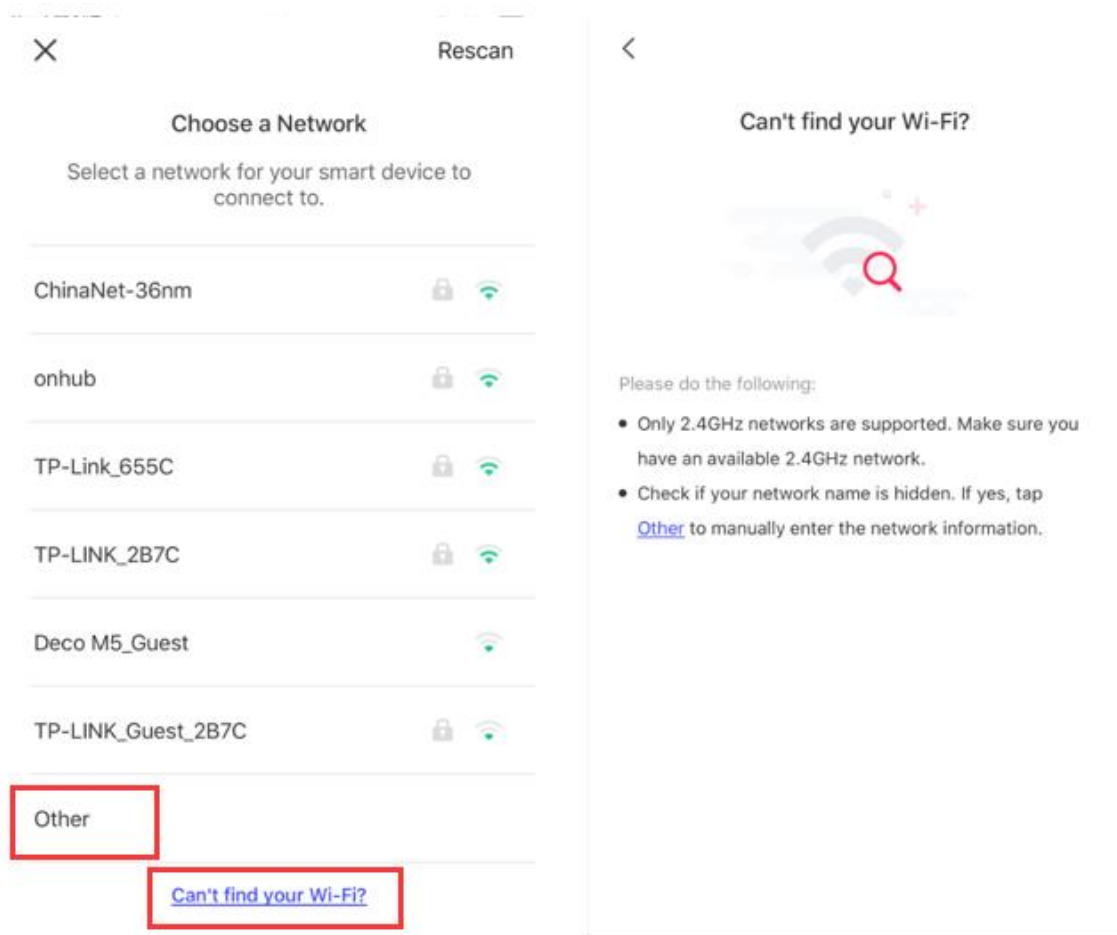 Rescan
Choose a Network
Select a network for your smart device to
connect to.
ChinaNet-36nm
onhub
TP-Link_655C
TP-LINK_2B7C
Deco M5_Guest
TP-LINK_Guest_2B7C
Other
Can't find your Wi-Fi?
Can't find your Wi-Fi?
Please do the following:
• Only 2.4GHz networks are supported. Make sure you
have an available 2.4GHz network.
• Check if your network name is hidden. If yes, tap
Other to manually enter the network information.